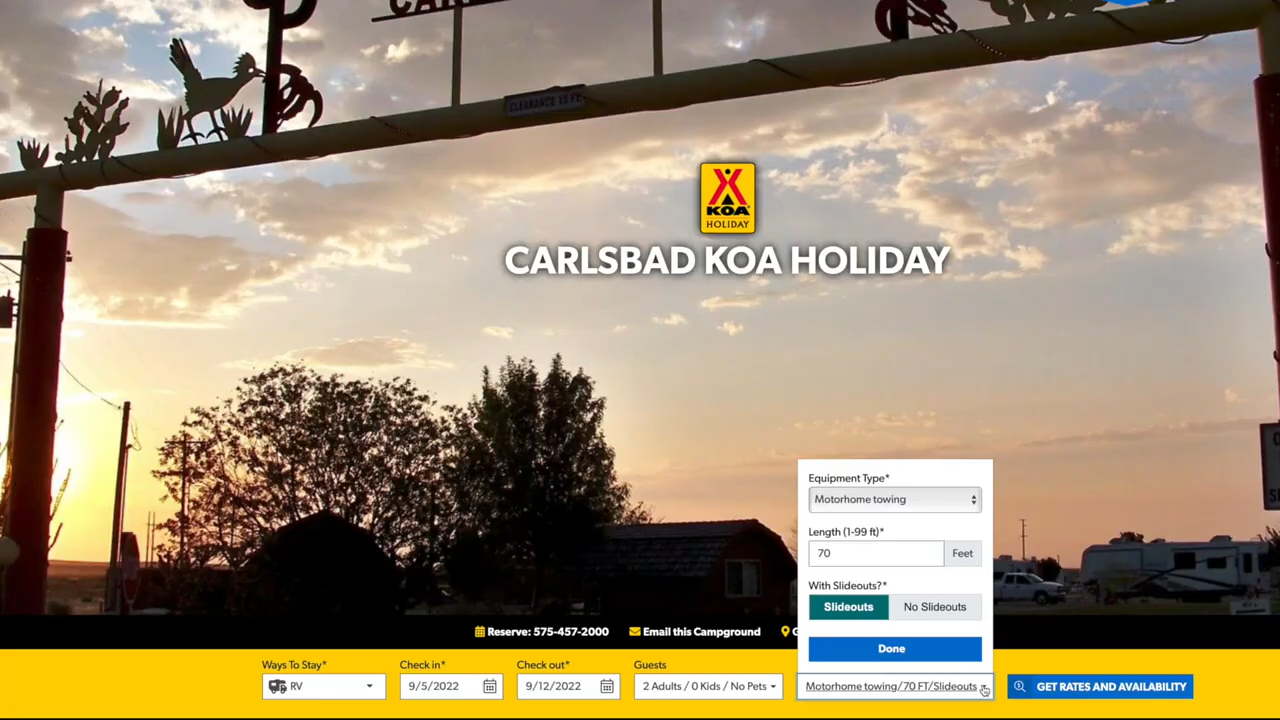 CLEARANCE 15 FT.
KOA
HOLIDAY
CARLSBAD KOA HOLIDAY
Equipment Type*
Motorhome towing
Length (1-99 ft)*
70 Feet
With Slideouts?*
Slideouts No Slideouts
Done
Reserve: 575-457-2000 Email this Campground
Ways To Stay* Check in* Check out* Guests
RV 9/5/2022 9/12/2022 2 Adults / 0 Kids / No Pets Motorhome towing/70 FT/Slideouts GET RATES AND AVAILABILITY